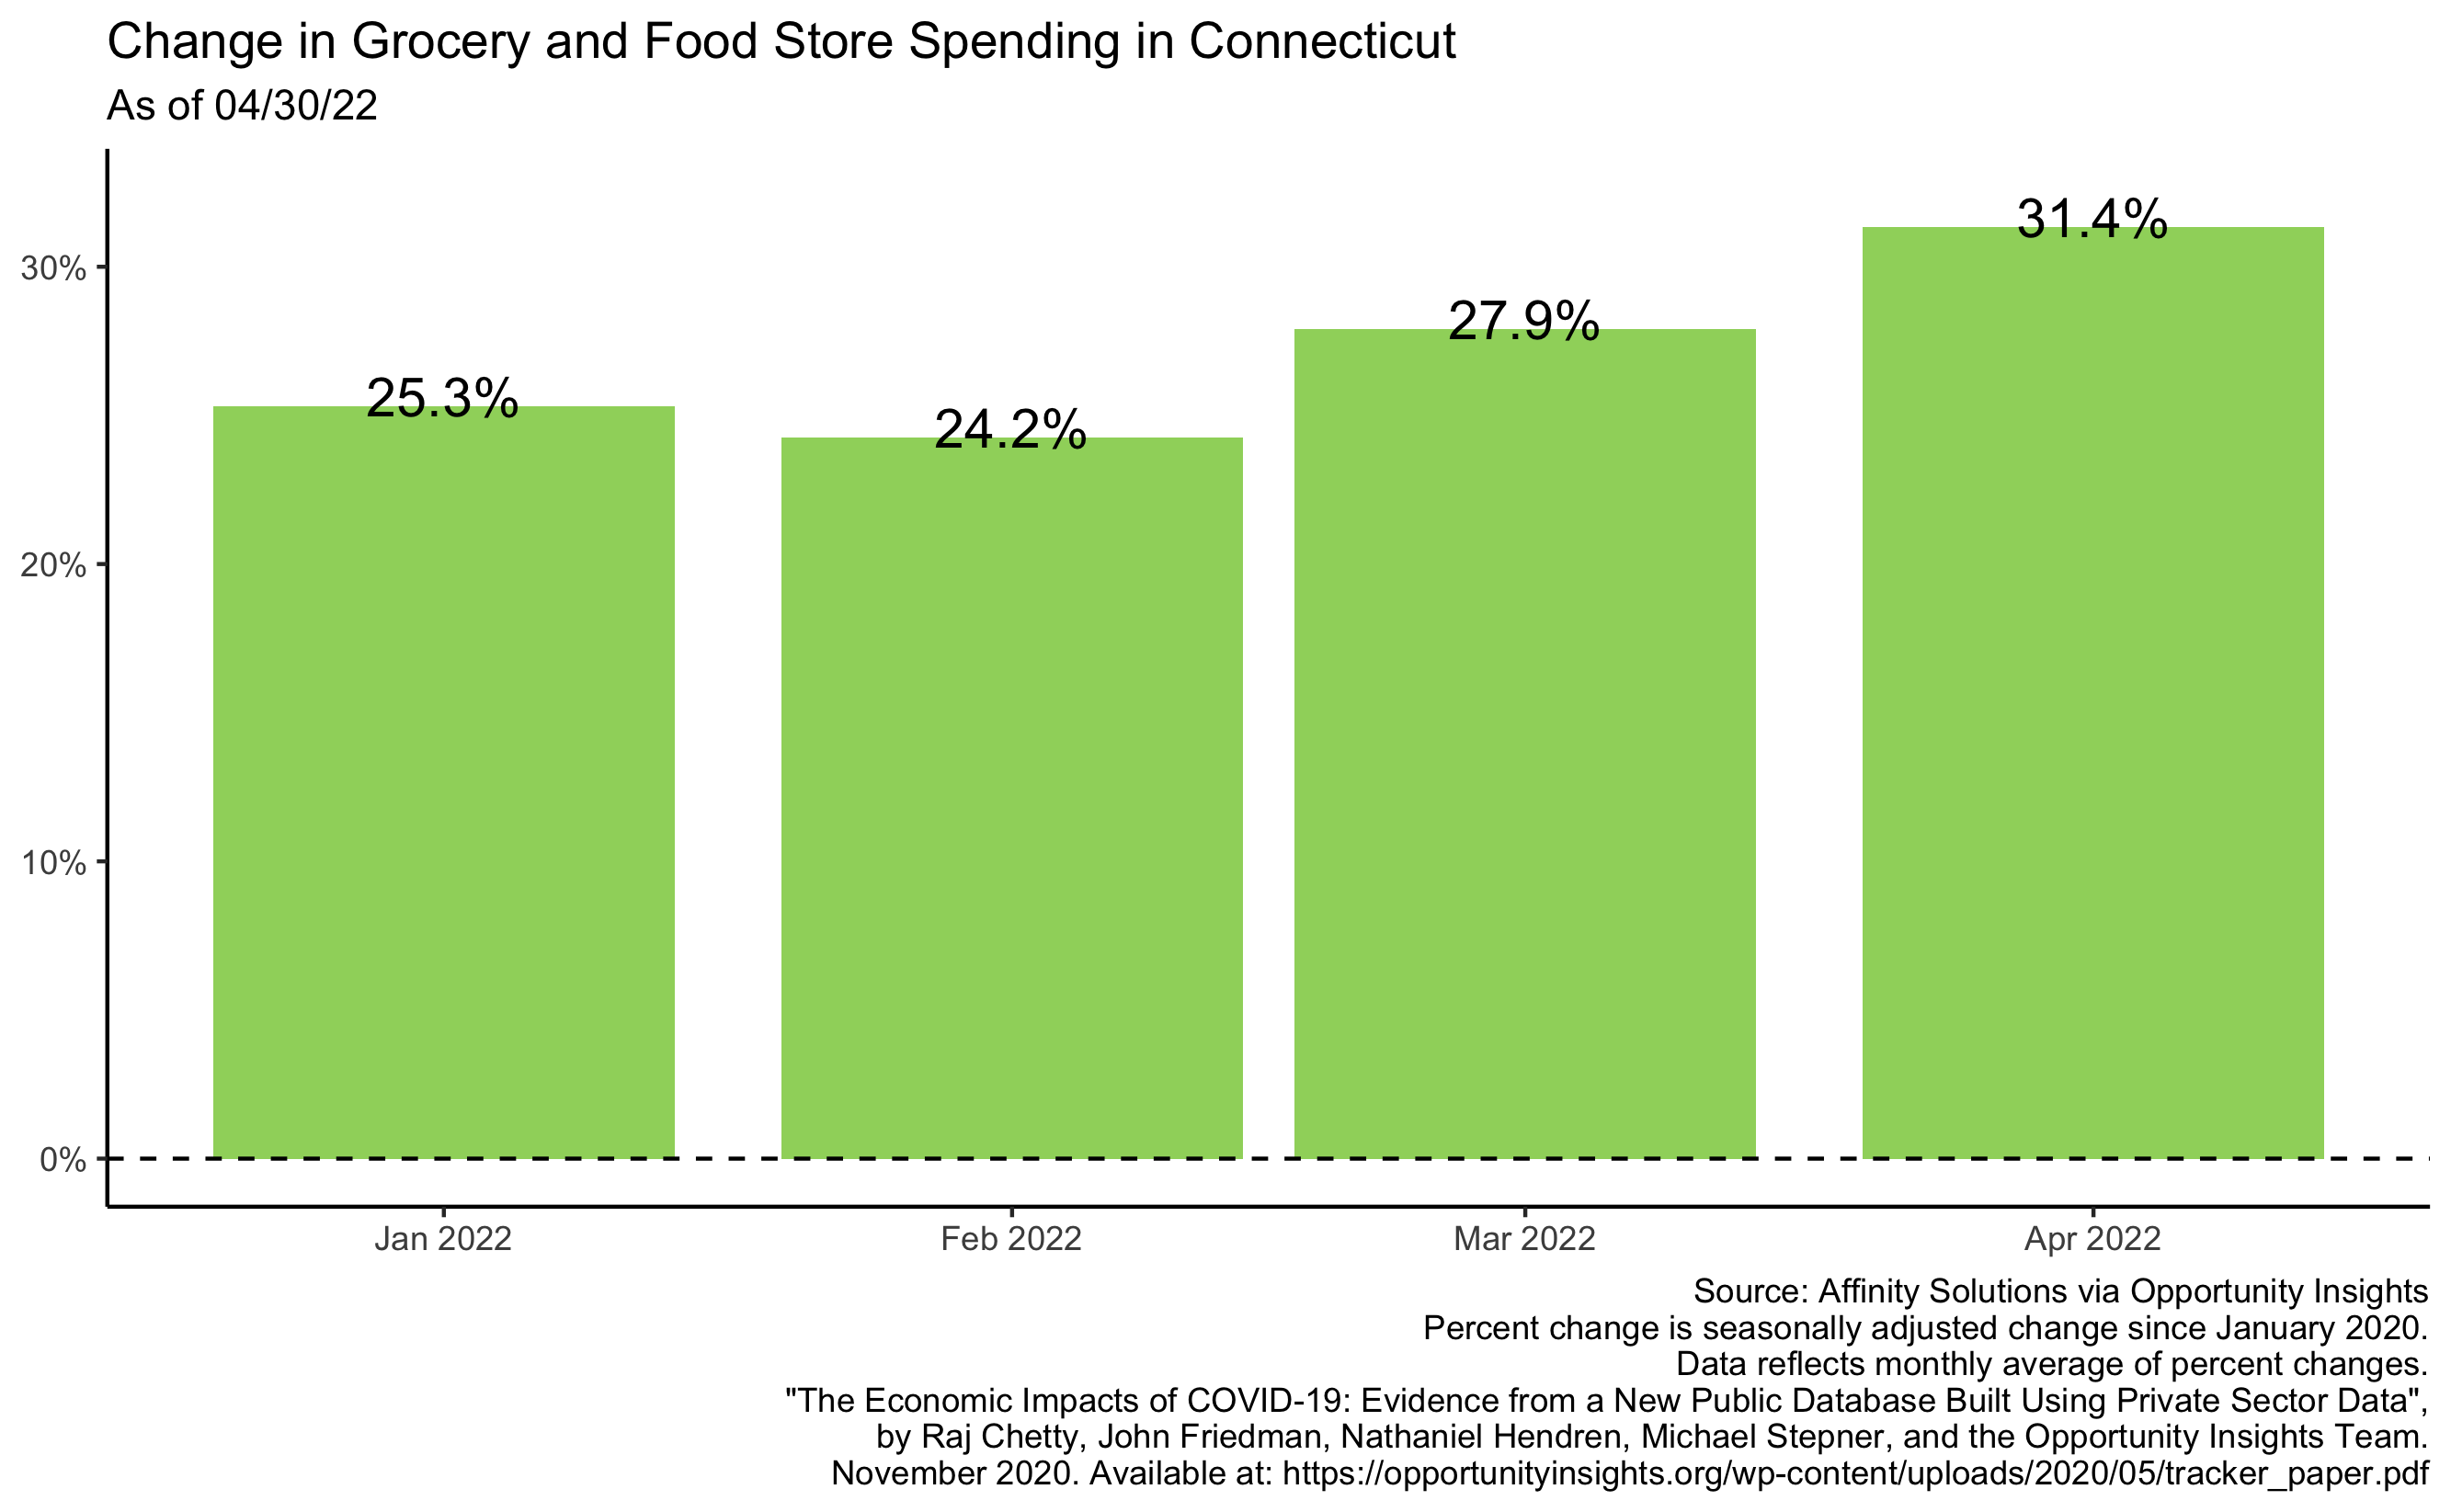 Change in Grocery and Food Store Spending in Connecticut
As of 04/30/22
31.4%
30%
27.9%
25.3%
24.2%
20%
10%
0%
Jan 2022
Feb 2022
Mar 2022
Apr 2022
Source: Affinity Solutions via Opportunity Insights
Percent change is seasonally adjusted change since January 2020.
Data reflects monthly average of percent changes.
"The Economic Impacts of COVID-19: Evidence from a New Public Database Built Using Private Sector Data",
by Raj Chetty, John Friedman, Nathaniel Hendren, Michael Stepner, and the Opportunity Insights Team.
November 2020. Available at: https://opportunityinsights.org/wp-content/uploads/2020/05/tracker_paper.pdf